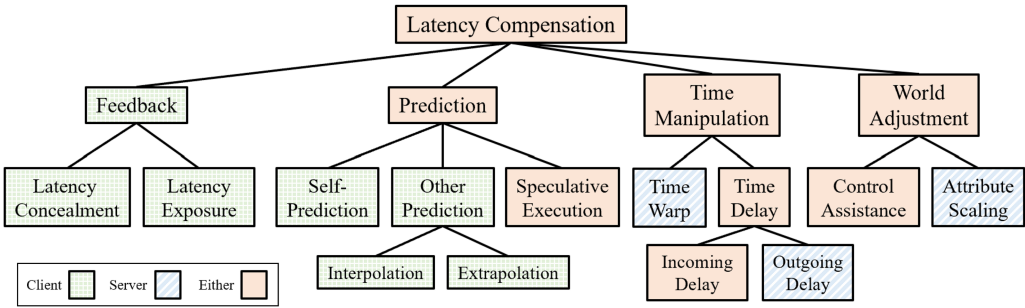 Latency Compensation
Feedback
Prediction
Time
Manipulation
World
Adjustment
Latency
Concealment
Latency
Exposure
Self-
Prediction
Other
Prediction
Speculative
Execution
Time
Warp
Time
Delay
Control
Assistance
Attribute
Scaling
Interpolation
Extrapolation
Incoming
Delay
Outgoing
Delay
Client
Server
Either